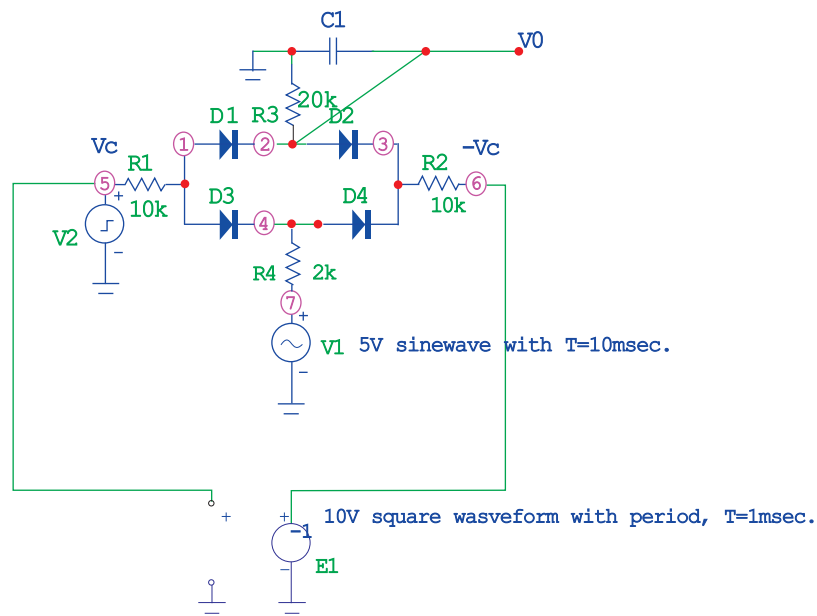 C1
V0
20k
D1
R3
D2
1
2
3
Vc
-Vc
R1
R2
5
6
+
10k
10k
D3
D4
V2
4
-
R4
2k
7
+
V1
5V sinewave with T=10msec.
-
+
+
10V square wasveform with period, T=1msec.
-1
-
E1